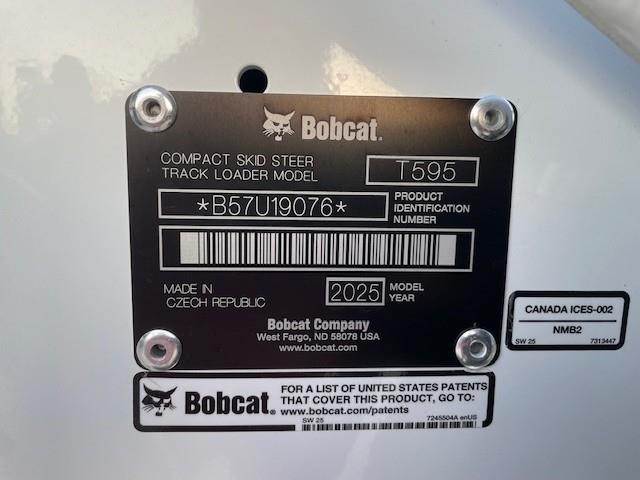 Bobcat.
COMPACT SKID STEER
TRACK LOADER MODEL
T595
*B57U19076*
PRODUCT
IDENTIFICATION
NUMBER
MADE IN
CZECH REPUBLIC
2025
MODEL
YEAR
Bobcat Company
West Fargo, ND 58078 USA
www.bobcat.com
CANADA ICES-002
NMB2
SW 25 7313447
Bobcat.
FOR A LIST OF UNITED STATES PATENTS
THAT COVER THIS PRODUCT, GO TO:
www.bobcat.com/patents
SW 25 7245504A enUS